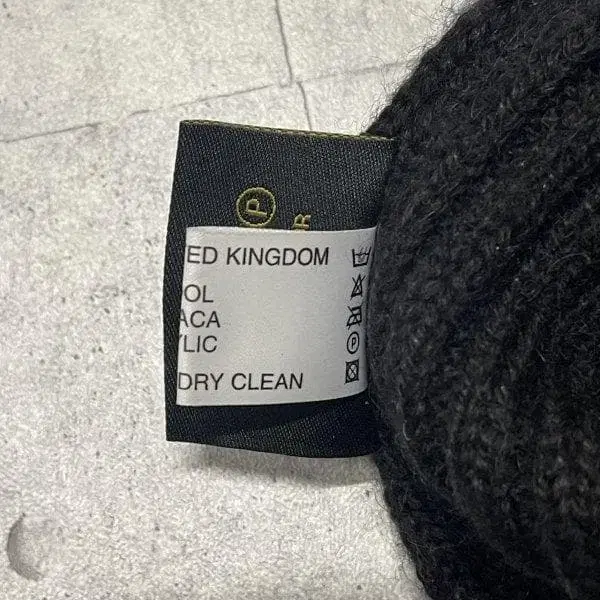 ED KINGDOM
OL
ACA
YLIC
P
DRY CLEAN
P
R